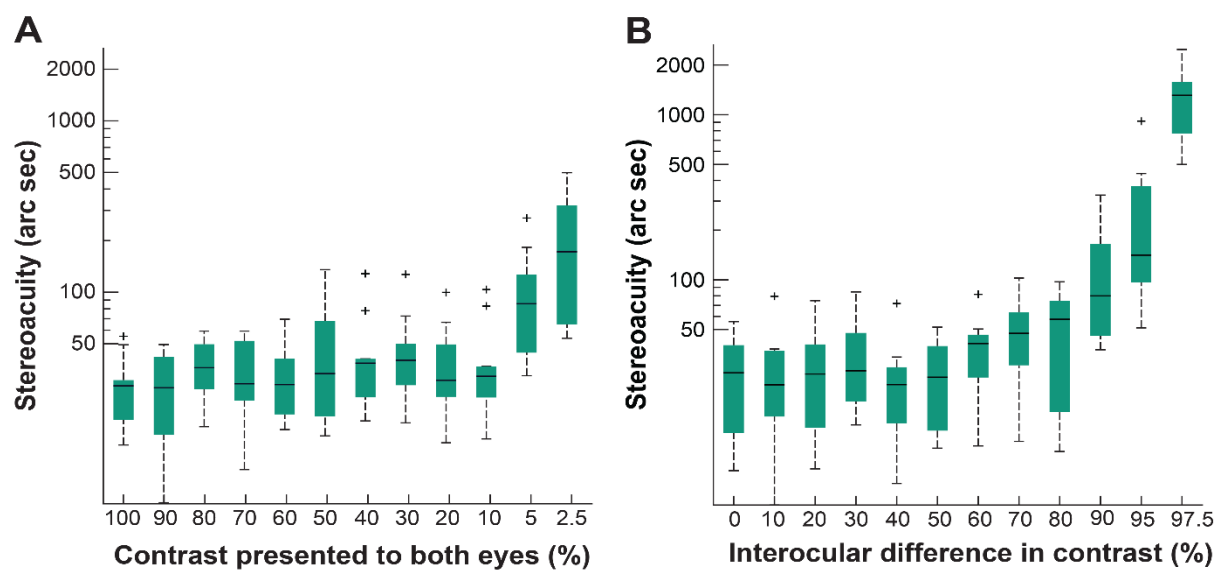 A
2000
1000
500
100
50
Stereoacuity (arc sec)
100 90 80 70 60 50 40 30 20 10 5 2.5
Contrast presented to both eyes (%)
B
2000
1000
500
100
50
Stereoacuity (arc sec)
0 10 20 30 40 50 60 70 80 90 95 97.5
Interocular difference in contrast (%)